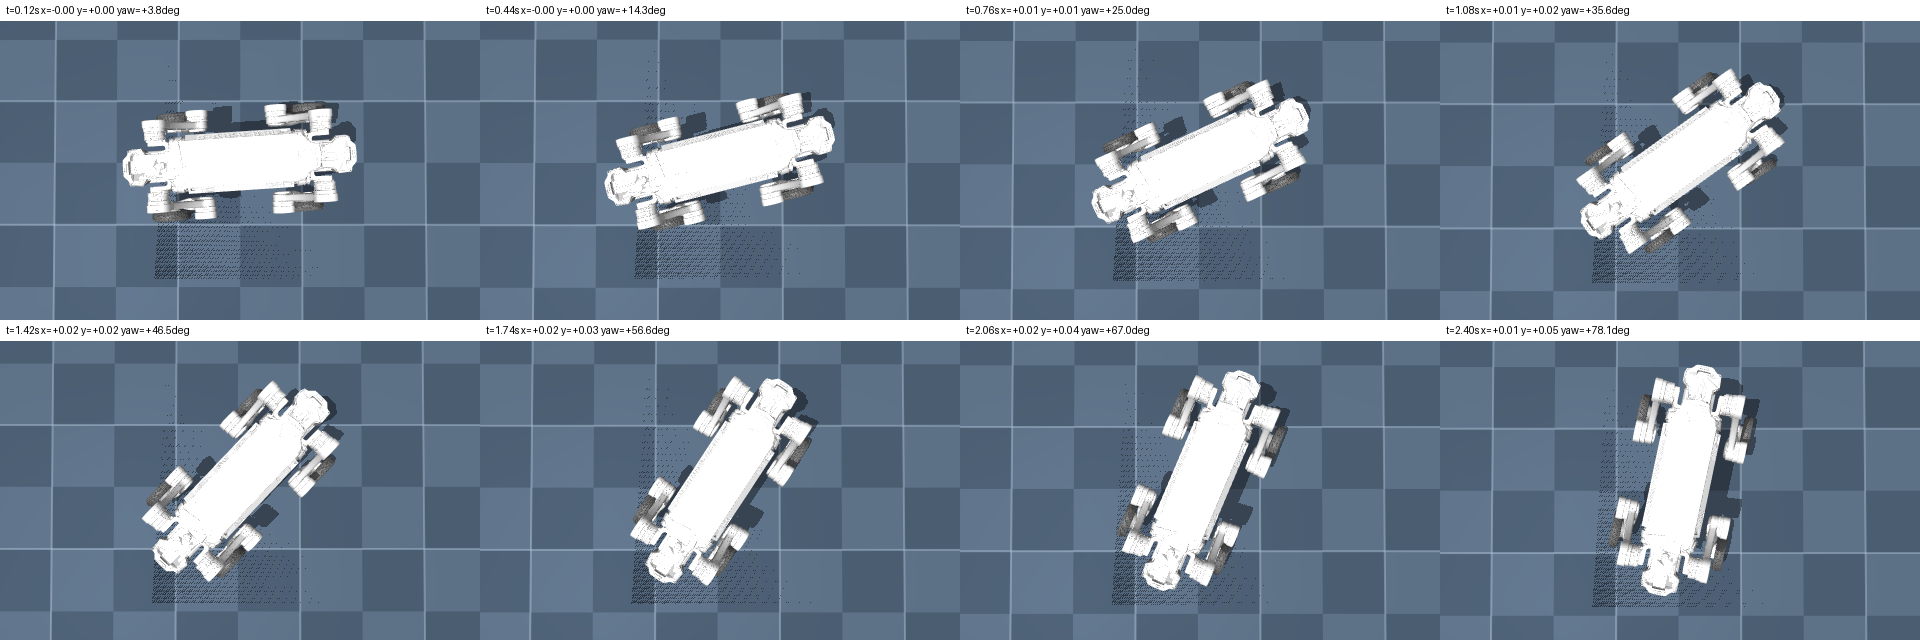 t=0.12s x=-0.00 y=+0.00 yaw=+3.8deg
t=0.44s x=-0.00 y=+0.00 yaw=+14.3deg
t=0.76s x=+0.01 y=+0.01 yaw=+25.0deg
t=1.08s x=+0.01 y=+0.02 yaw=+35.6deg
t=1.42s x=+0.02 y=+0.02 yaw=+46.5deg
t=1.74s x=+0.02 y=+0.03 yaw=+56.6deg
t=2.06s x=+0.02 y=+0.04 yaw=+67.0deg
t=2.40s x=+0.01 y=+0.05 yaw=+78.1deg